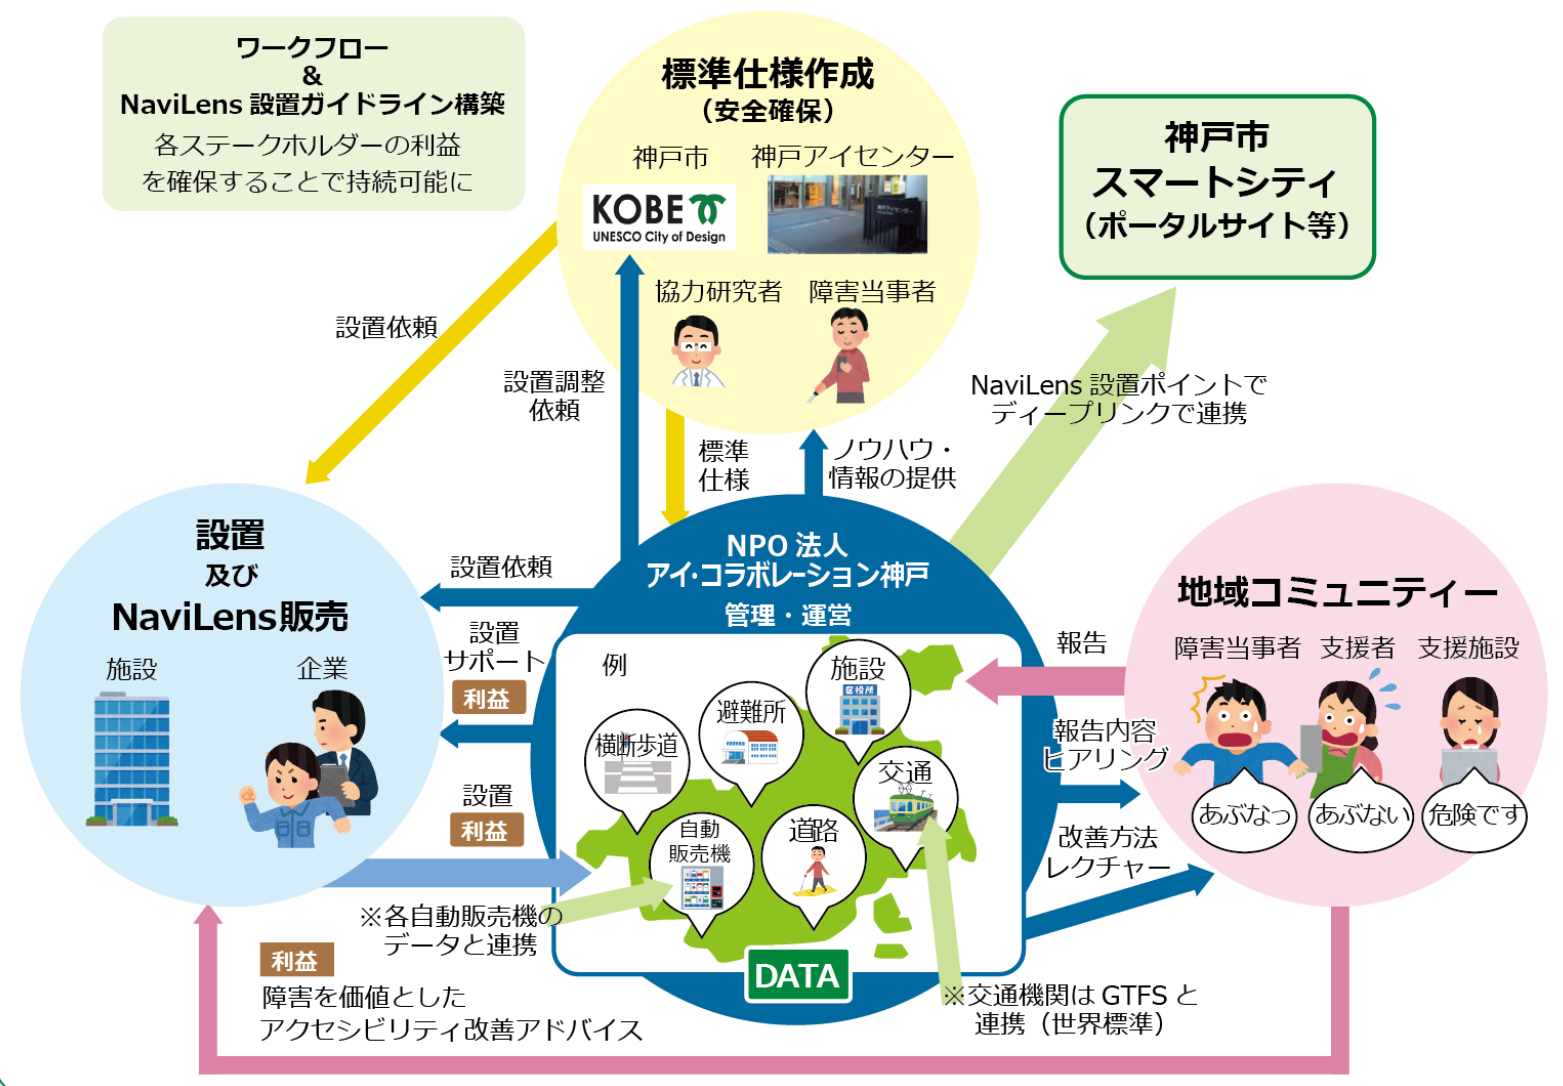 ワークフロー
&
NaviLens 設置ガイドライン構築
各ステークホルダーの利益
を確保することで持続可能に
標準仕様作成
（安全確保）
神戸市
神戸アイセンター
KOBE
UNESCO City of Design
神戸アイセンター
協力研究者
障害当事者
神戸市
スマートシティ
（ポータルサイト等）
設置依頼
設置調整
依頼
標準
仕様
ノウハウ・
情報の提供
NaviLens 設置ポイントで
ディープリンクで連携
設置
及び
NaviLens販売
施設
企業
設置依頼
設置
サポート
利益
設置
利益
NPO 法人
アイ・コラボレーション神戸
管理・運営
例
横断歩道
避難所
施設
区役所
交通
自動
販売機
道路
DATA
※各自動販売機の
データと連携
※交通機関は GTFS と
連携（世界標準）
報告
報告内容
ヒアリング
改善方法
レクチャー
地域コミュニティー
障害当事者
支援者
支援施設
あぶなっ
あぶない
危険です
利益
障害を価値とした
アクセシビリティ改善アドバイス